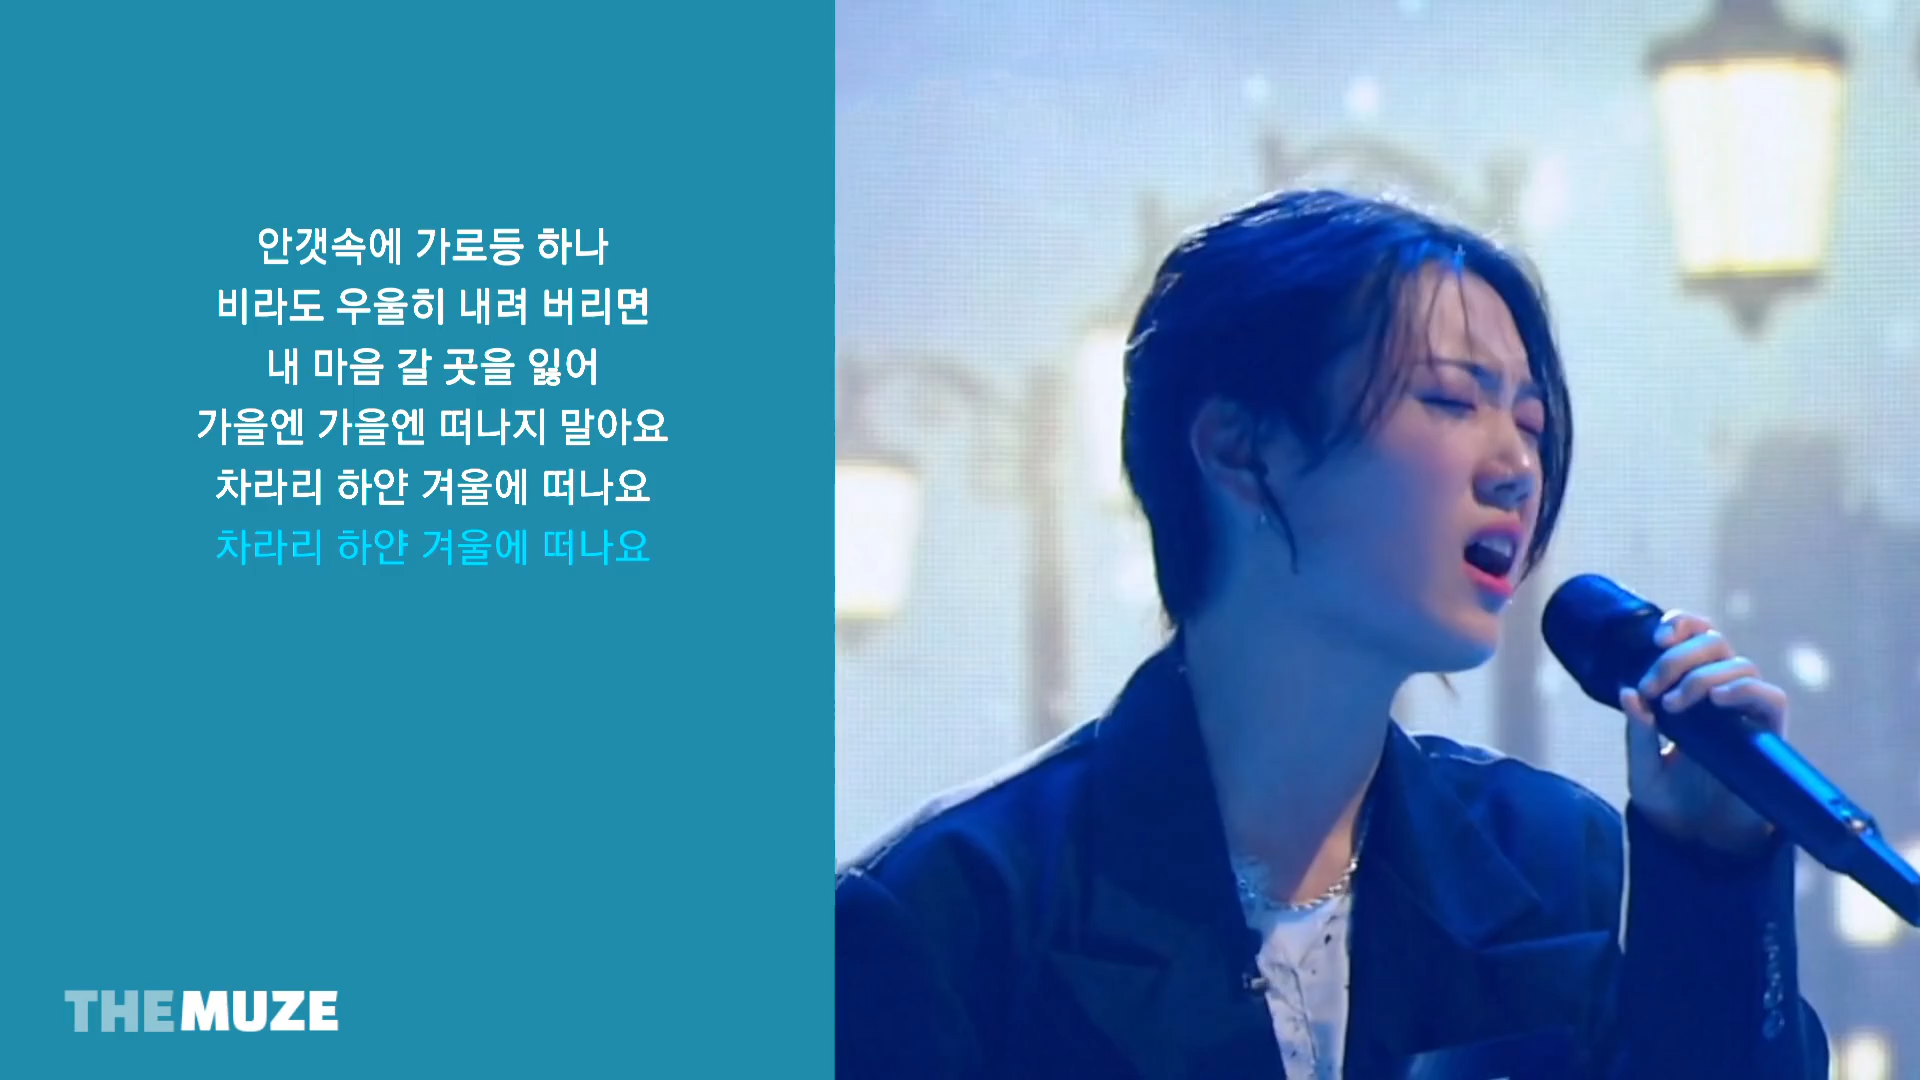 안갯속에 가로등 하나
비라도 우울히 내려 버리면
내 마음 갈 곳을 잃어
가을엔 가을엔 떠나지 말아요
차라리 하얀 겨울에 떠나요
차라리 하얀 겨울에 떠나요
THEMUZE